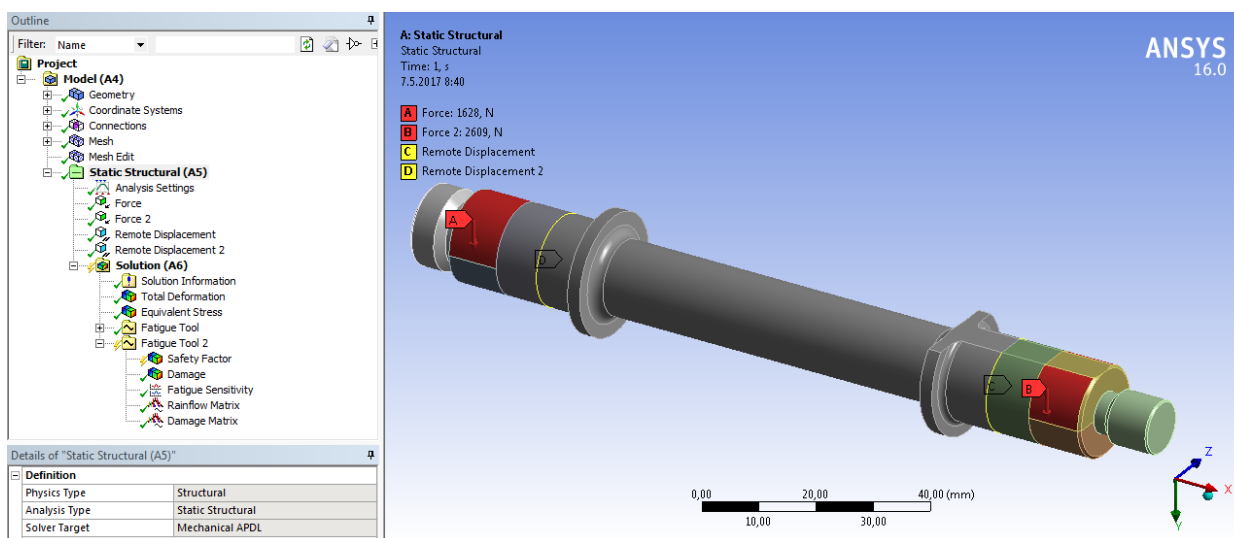 Outline
Filter: Name
Project
Model (A4)
Geometry
Coordinate Systems
Connections
Mesh
Mesh Edit
Static Structural (A5)
Analysis Settings
Force
Force 2
Remote Displacement
Remote Displacement 2
Solution (A6)
Solution Information
Total Deformation
Equivalent Stress
Fatigue Tool
Fatigue Tool 2
Safety Factor
Damage
Fatigue Sensitivity
Rainflow Matrix
Damage Matrix
Details of "Static Structural (A5)"
Definition
Physics Type Structural
Analysis Type Static Structural
Solver Target Mechanical APDL
A: Static Structural
Static Structural
Time: 1, s
7.5.2017 8:40
A Force: 1628, N
B Force 2: 2609, N
C Remote Displacement
D Remote Displacement 2
ANSYS
16.0
A
D
C
B
0,00 20,00 40,00 (mm)
10,00 30,00
Z
X
Y